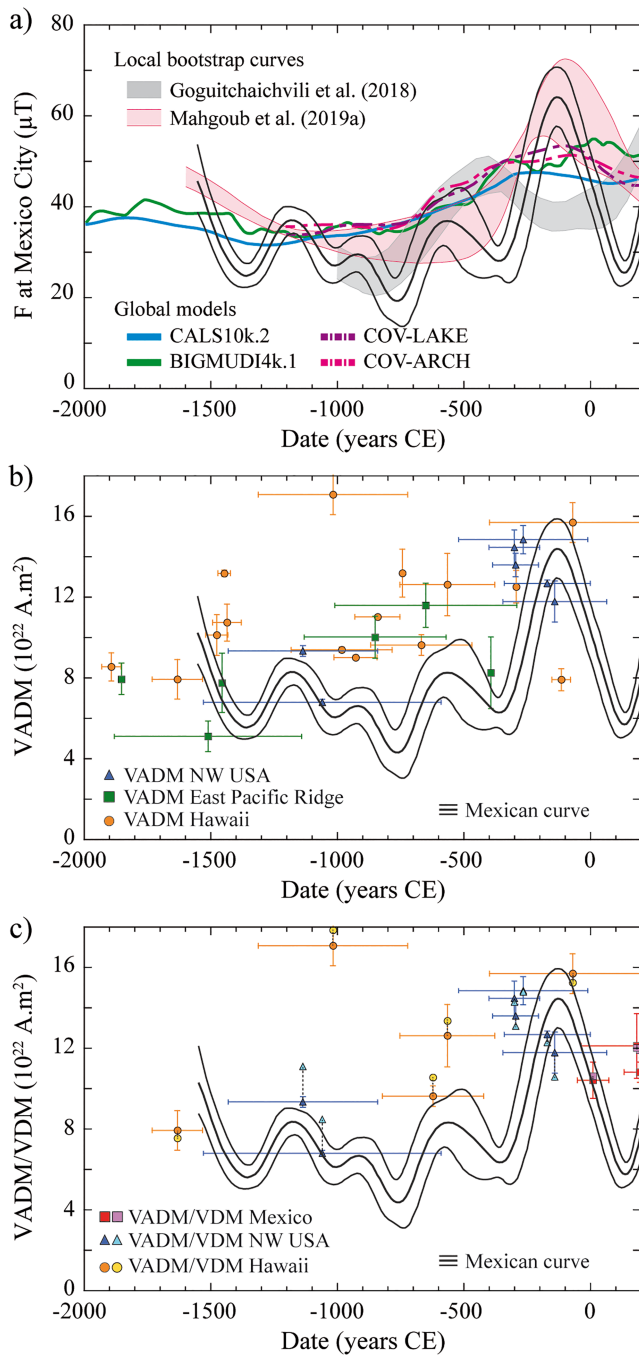 a)
80
60
40
20
0
F at Mexico City (µT)
Local bootstrap curves
Goguitchaichvili et al. (2018)
Mahgoub et al. (2019a)
Global models
CALS10k.2
COV-LAKE
BIGMUDI4k.1
COV-ARCH
-2000 -1500 -1000 -500 0
Date (years CE)
b)
16
12
8
4
0
VADM (10²² A.m²)
VADM NW USA
VADM East Pacific Ridge
VADM Hawaii
Mexican curve
-2000 -1500 -1000 -500 0
Date (years CE)
c)
16
12
8
4
0
VADM/VDM (10²² A.m²)
VADM/VDM Mexico
VADM/VDM NW USA
VADM/VDM Hawaii
Mexican curve
-2000 -1500 -1000 -500 0
Date (years CE)